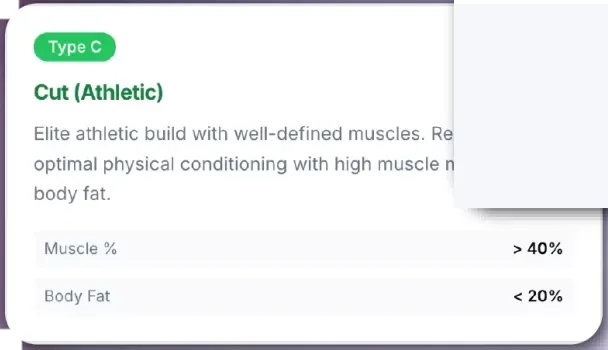 Type C
Cut (Athletic)
Elite athletic build with well-defined muscles.
optimal physical conditioning with high muscle
body fat.
Muscle % > 40%
Body Fat < 20%